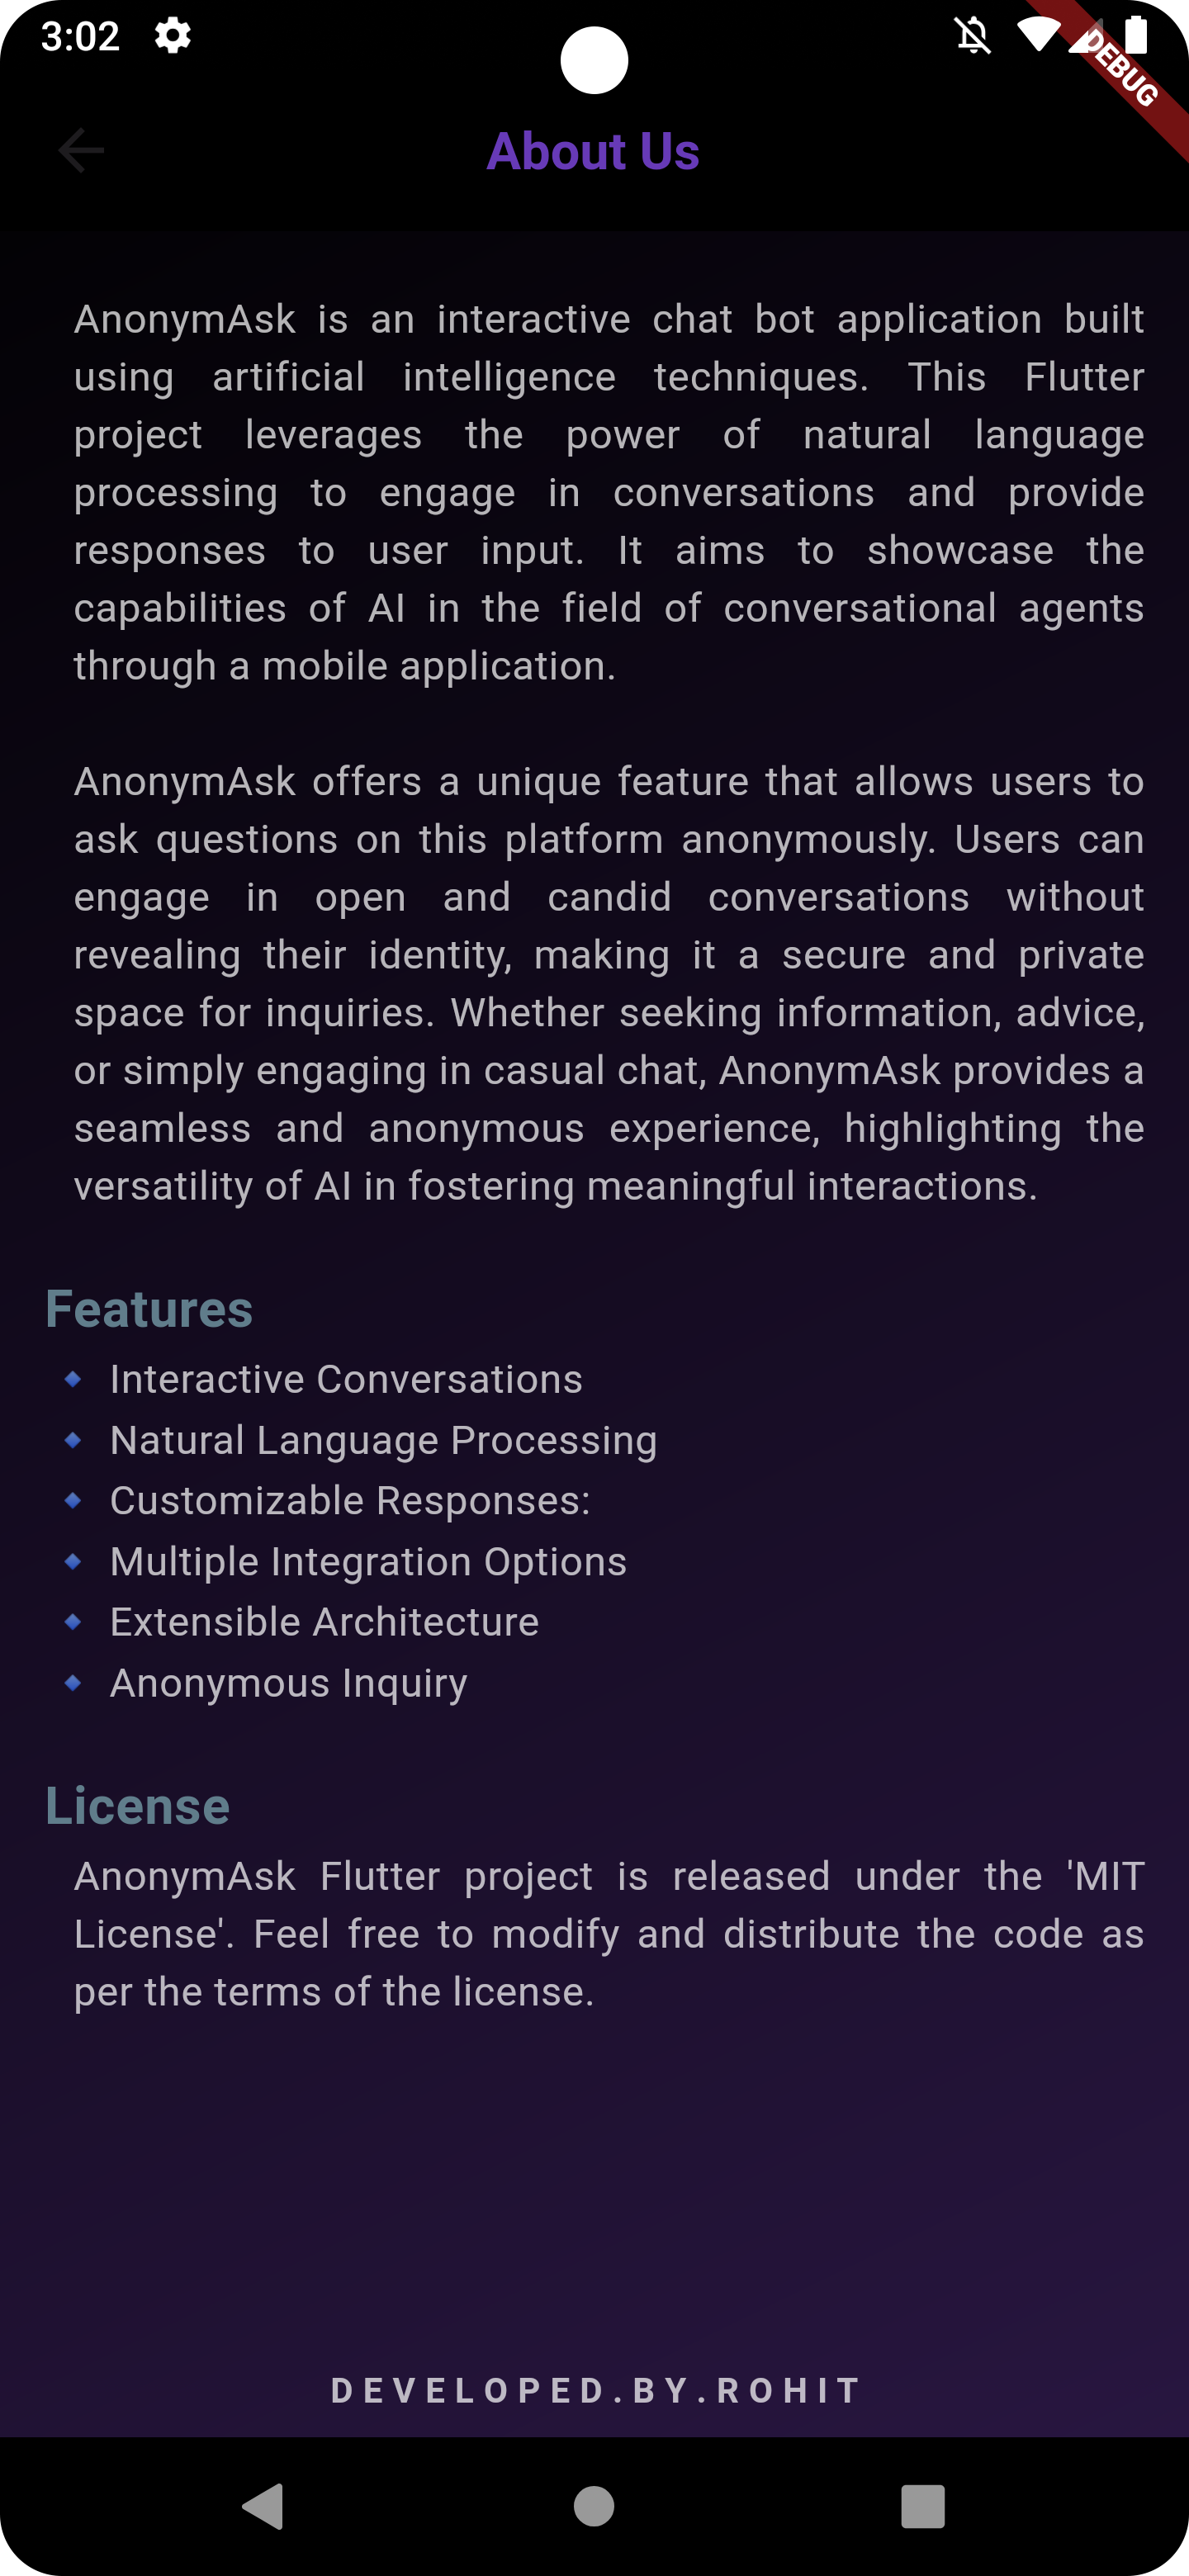 3:02
DEBUG
About Us
AnonymAsk is an interactive chat bot application built
using artificial intelligence techniques. This Flutter
project leverages the power of natural language
processing to engage in conversations and provide
responses to user input. It aims to showcase the
capabilities of AI in the field of conversational agents
through a mobile application.
AnonymAsk offers a unique feature that allows users to
ask questions on this platform anonymously. Users can
engage in open and candid conversations without
revealing their identity, making it a secure and private
space for inquiries. Whether seeking information, advice,
or simply engaging in casual chat, AnonymAsk provides a
seamless and anonymous experience, highlighting the
versatility of AI in fostering meaningful interactions.
Features
Interactive Conversations
Natural Language Processing
Customizable Responses:
Multiple Integration Options
Extensible Architecture
Anonymous Inquiry
License
AnonymAsk Flutter project is released under the 'MIT
License'. Feel free to modify and distribute the code as
per the terms of the license.
DEVELOPED.BY.ROHIT